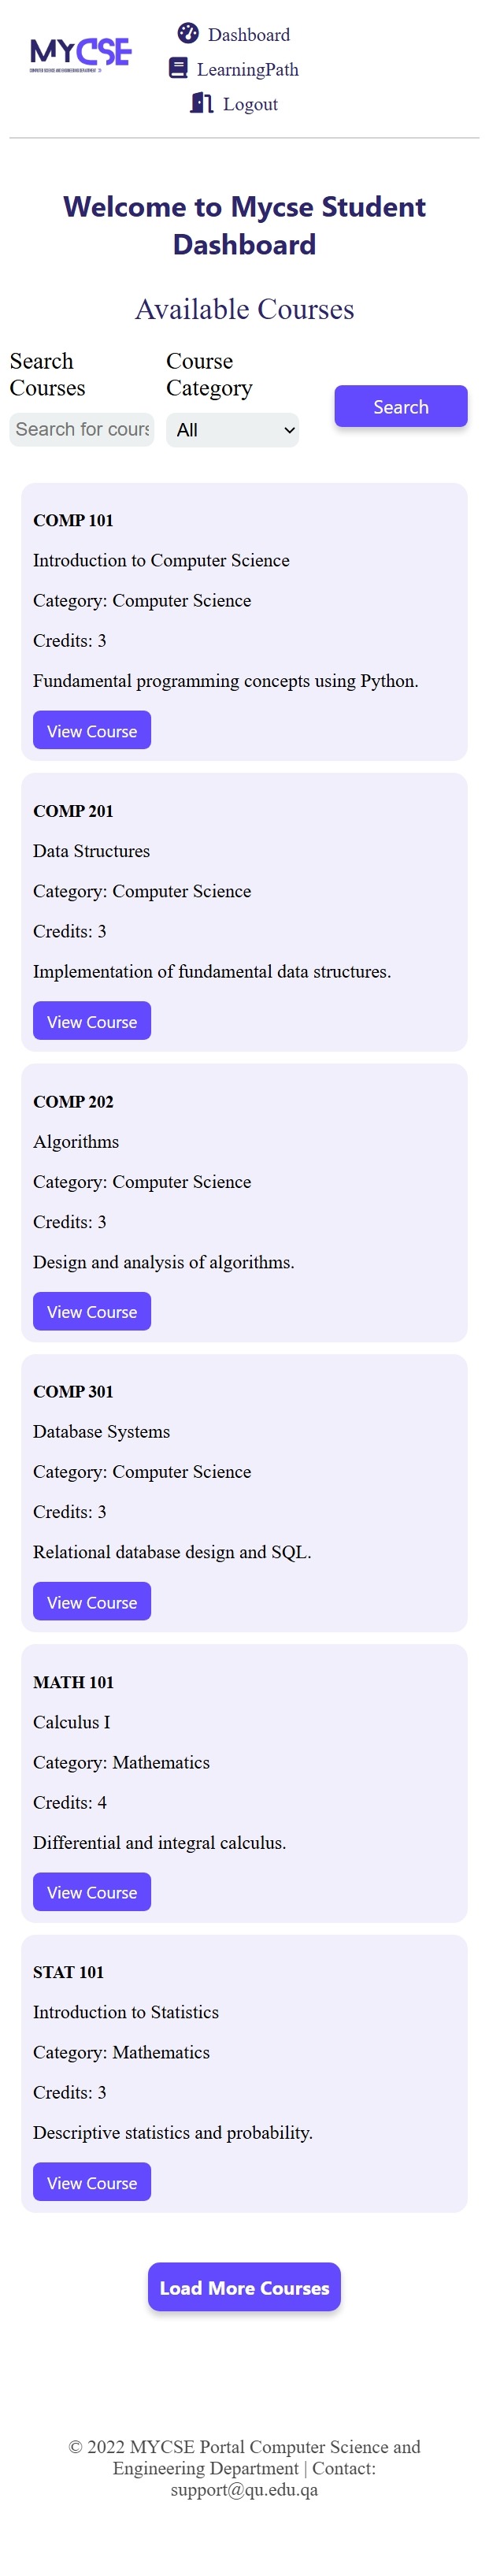 MYCSE
COMPUTER SCIENCE AND ENGINEERING DEPARTMENT
Dashboard
LearningPath
Logout
Welcome to Mycse Student
Dashboard
Available Courses
Search
Courses
Course
Category
Search for cours
All
Search
COMP 101
Introduction to Computer Science
Category: Computer Science
Credits: 3
Fundamental programming concepts using Python.
View Course
COMP 201
Data Structures
Category: Computer Science
Credits: 3
Implementation of fundamental data structures.
View Course
COMP 202
Algorithms
Category: Computer Science
Credits: 3
Design and analysis of algorithms.
View Course
COMP 301
Database Systems
Category: Computer Science
Credits: 3
Relational database design and SQL.
View Course
MATH 101
Calculus I
Category: Mathematics
Credits: 4
Differential and integral calculus.
View Course
STAT 101
Introduction to Statistics
Category: Mathematics
Credits: 3
Descriptive statistics and probability.
View Course
Load More Courses
© 2022 MYCSE Portal Computer Science and
Engineering Department | Contact:
support@qu.edu.qa